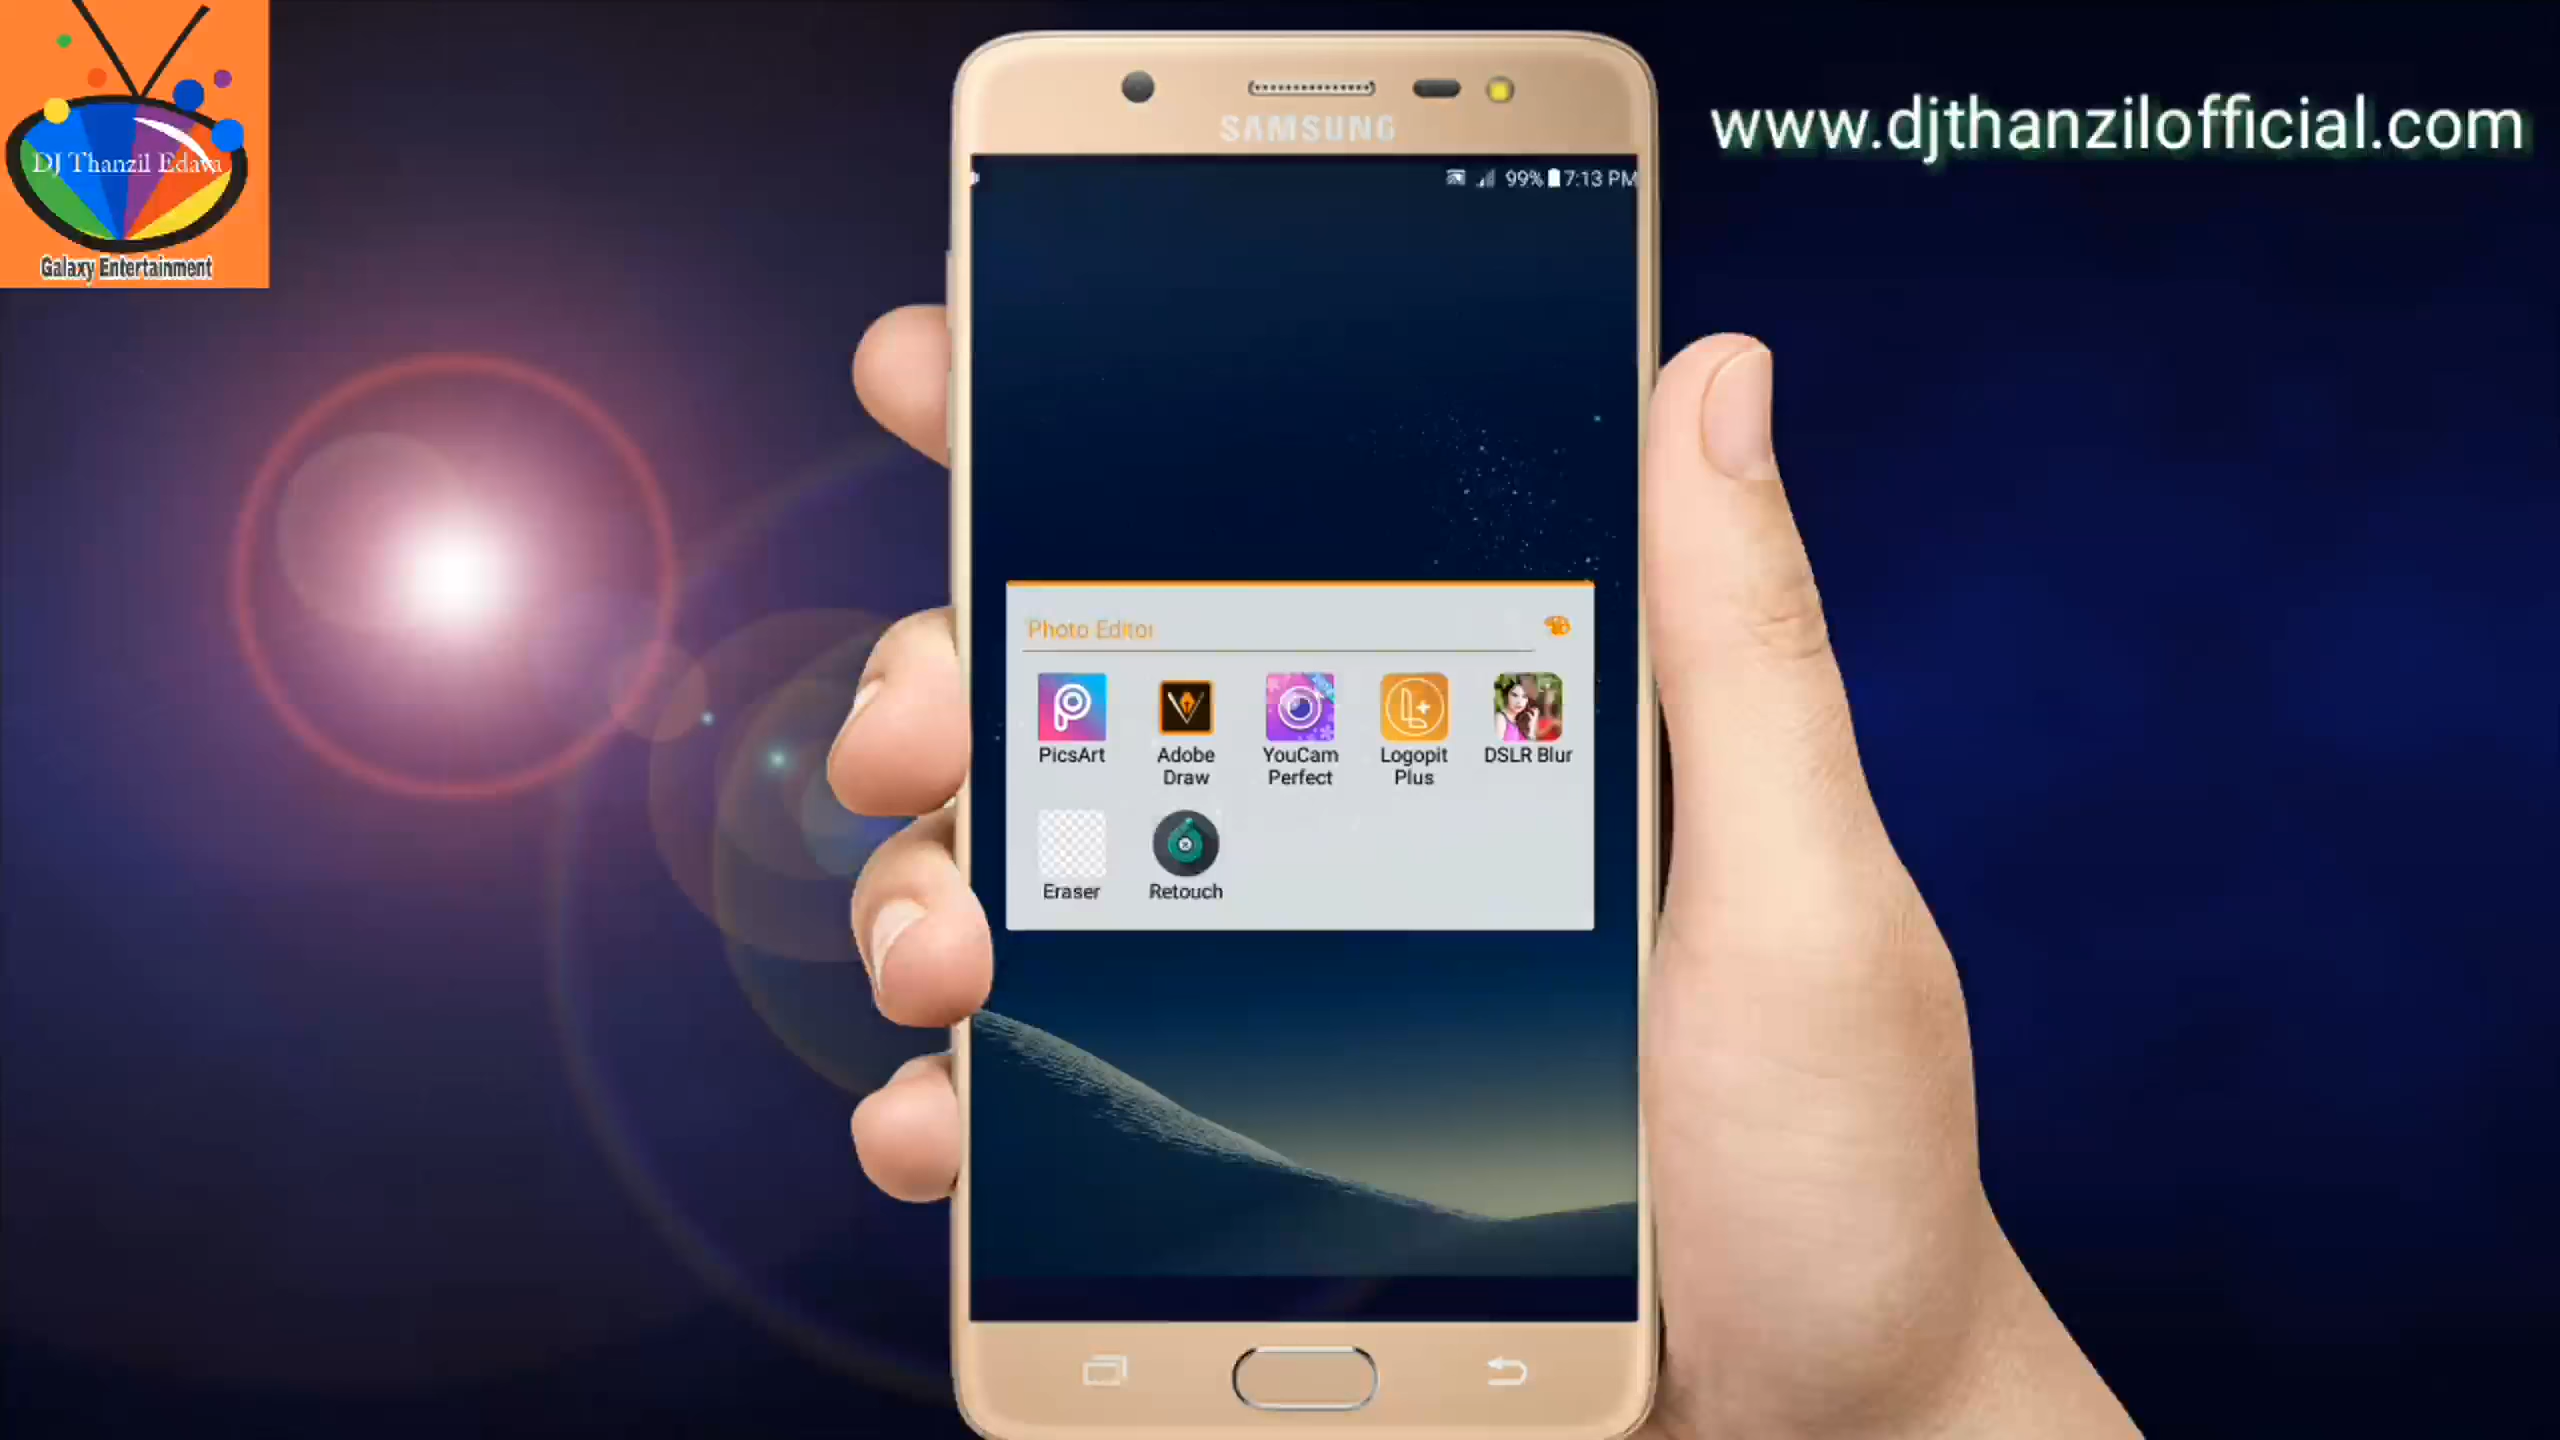 DJ Thanzil Edava
Galaxy Entertainment
www.djthanzilofficial.com
SAMSUNG
99% 7:13 PM
Photo Editor
PicsArt
Adobe
Draw
YouCam
Perfect
Logopit
Plus
DSLR Blur
Eraser
Retouch